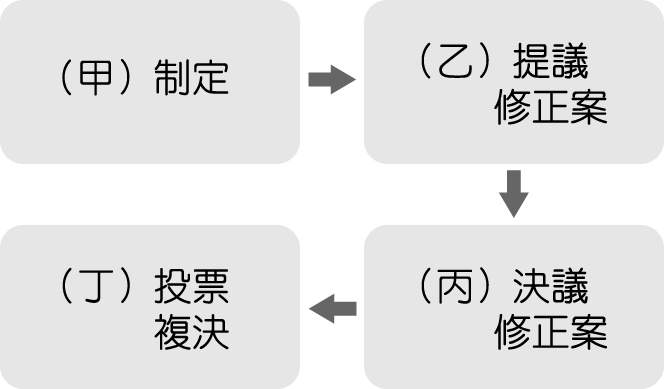 （甲）制定
（乙）提議
修正案
（丙）決議
修正案
（丁）投票
複決